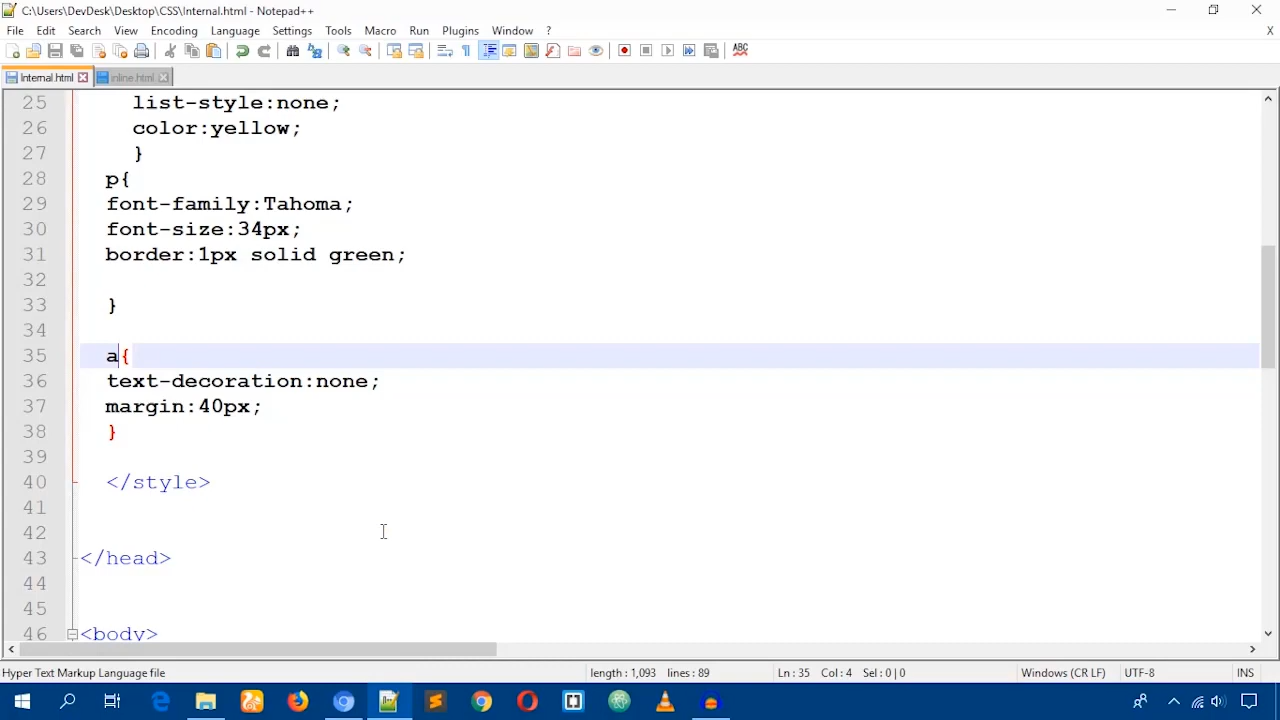 C:\Users\DevDesk\Desktop\CSS\Internal.html - Notepad++
File Edit Search View Encoding Language Settings Tools Macro Run Plugins Window ? X
ABC
Internal.html inline.html
25 list-style:none;
26 color:yellow;
27 }
28 p{
29 font-family:Tahoma;
30 font-size:34px;
31 border:1px solid green;
32
33 }
34
35 a{
36 text-decoration:none;
37 margin:40px;
38 }
39
40 </style>
41
42
43 </head>
44
45
46 <body>
Hyper Text Markup Language file length : 1,093 lines : 89 Ln : 35 Col : 4 Sel : 0 | 0 Windows (CR LF) UTF-8 INS